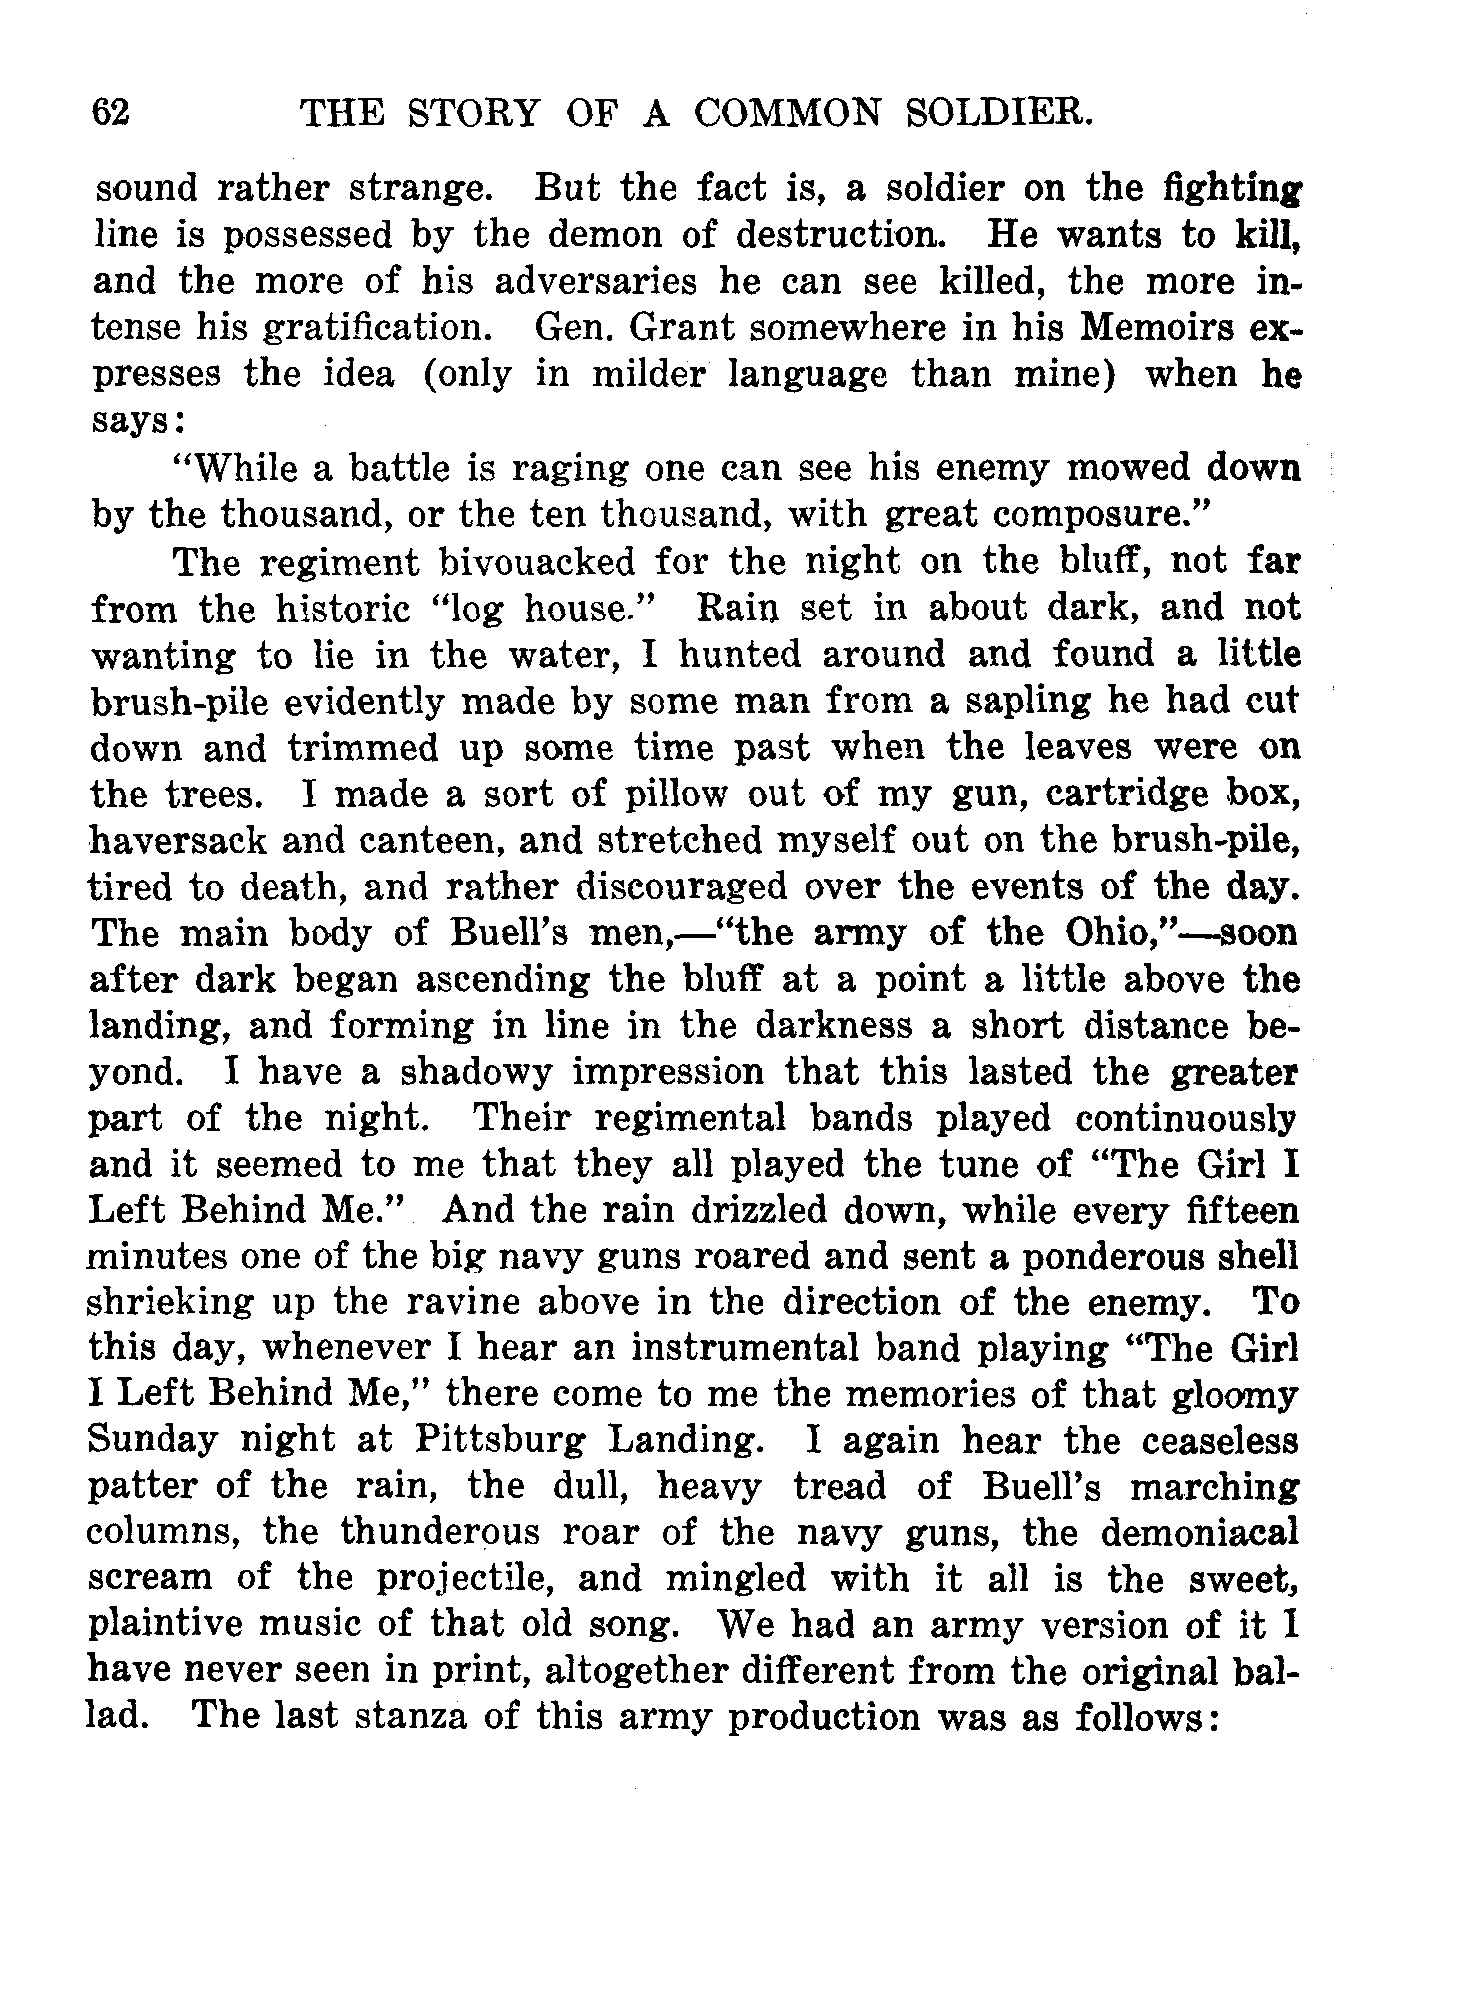 62 THE STORY OF A COMMON SOLDIER.
sound rather strange. But the fact is, a soldier on the fighting
line is possessed by the demon of destruction. He wants to kill,
and the more of his adversaries he can see killed, the more in-
tense his gratification. Gen. Grant somewhere in his Memoirs ex-
presses the idea (only in milder language than mine) when he
says:
"While a battle is raging one can see his enemy mowed down
by the thousand, or the ten thousand, with great composure."
The regiment bivouacked for the night on the bluff, not far
from the historic "log house." Rain set in about dark, and not
wanting to lie in the water, I hunted around and found a little
brush-pile evidently made by some man from a sapling he had cut
down and trimmed up some time past when the leaves were on
the trees. I made a sort of pillow out of my gun, cartridge box,
haversack and canteen, and stretched myself out on the brush-pile,
tired to death, and rather discouraged over the events of the day.
The main body of Buell's men,—"the army of the Ohio,"—soon
after dark began ascending the bluff at a point a little above the
landing, and forming in line in the darkness a short distance be-
yond. I have a shadowy impression that this lasted the greater
part of the night. Their regimental bands played continuously
and it seemed to me that they all played the tune of "The Girl I
Left Behind Me." And the rain drizzled down, while every fifteen
minutes one of the big navy guns roared and sent a ponderous shell
shrieking up the ravine above in the direction of the enemy. To
this day, whenever I hear an instrumental band playing "The Girl
I Left Behind Me," there come to me the memories of that gloomy
Sunday night at Pittsburg Landing. I again hear the ceaseless
patter of the rain, the dull, heavy tread of Buell's marching
columns, the thunderous roar of the navy guns, the demoniacal
scream of the projectile, and mingled with it all is the sweet,
plaintive music of that old song. We had an army version of it I
have never seen in print, altogether different from the original bal-
lad. The last stanza of this army production was as follows: